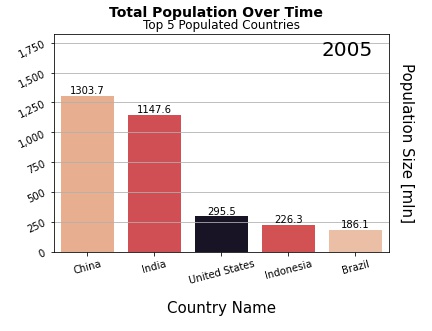 Total Population Over Time
Top 5 Populated Countries
2005
1,750
1,500
1,250
1,000
750
500
250
0
1303.7
1147.6
295.5
226.3
186.1
China
India
United States
Indonesia
Brazil
Country Name
Population Size [mln]